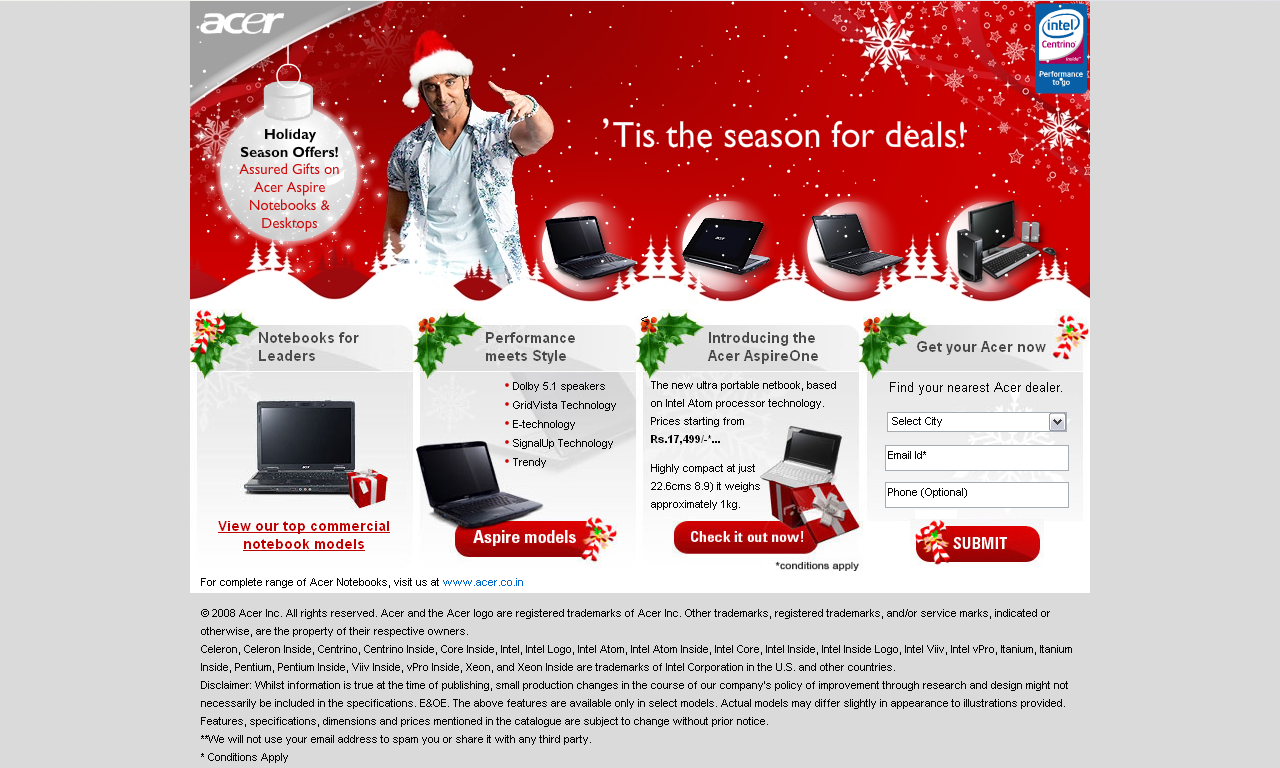 acer
intel
Centrino
inside™
Performance
to go
Holiday
Season Offers!
Assured Gifts on
Acer Aspire
Notebooks &
Desktops
'Tis the season for deals!
Notebooks for
Leaders
View our top commercial
notebook models
Performance
meets Style
• Dolby 5.1 speakers
• GridVista Technology
• E-technology
• SignalUp Technology
• Trendy
Aspire models
Introducing the
Acer AspireOne
The new ultra portable netbook, based
on Intel Atom processor technology.
Prices starting from
Rs.17,499/-*...
Highly compact at just
22.6cms 8.9) it weighs
approximately 1kg.
Check it out now!
*conditions apply
Get your Acer now
Find your nearest Acer dealer.
Select City
Email Id*
Phone (Optional)
SUBMIT
For complete range of Acer Notebooks, visit us at www.acer.co.in
© 2008 Acer Inc. All rights reserved. Acer and the Acer logo are registered trademarks of Acer Inc. Other trademarks, registered trademarks, and/or service marks, indicated or
otherwise, are the property of their respective owners.
Celeron, Celeron Inside, Centrino, Centrino Inside, Core Inside, Intel, Intel Logo, Intel Atom, Intel Atom Inside, Intel Core, Intel Inside, Intel Inside Logo, Intel Viiv, Intel vPro, Itanium, Itanium
Inside, Pentium, Pentium Inside, Viiv Inside, vPro Inside, Xeon, and Xeon Inside are trademarks of Intel Corporation in the U.S. and other countries.
Disclaimer: Whilst information is true at the time of publishing, small production changes in the course of our company's policy of improvement through research and design might not
necessarily be included in the specifications. E&OE. The above features are available only in select models. Actual models may differ slightly in appearance to illustrations provided.
Features, specifications, dimensions and prices mentioned in the catalogue are subject to change without prior notice.
**We will not use your email address to spam you or share it with any third party.
* Conditions Apply